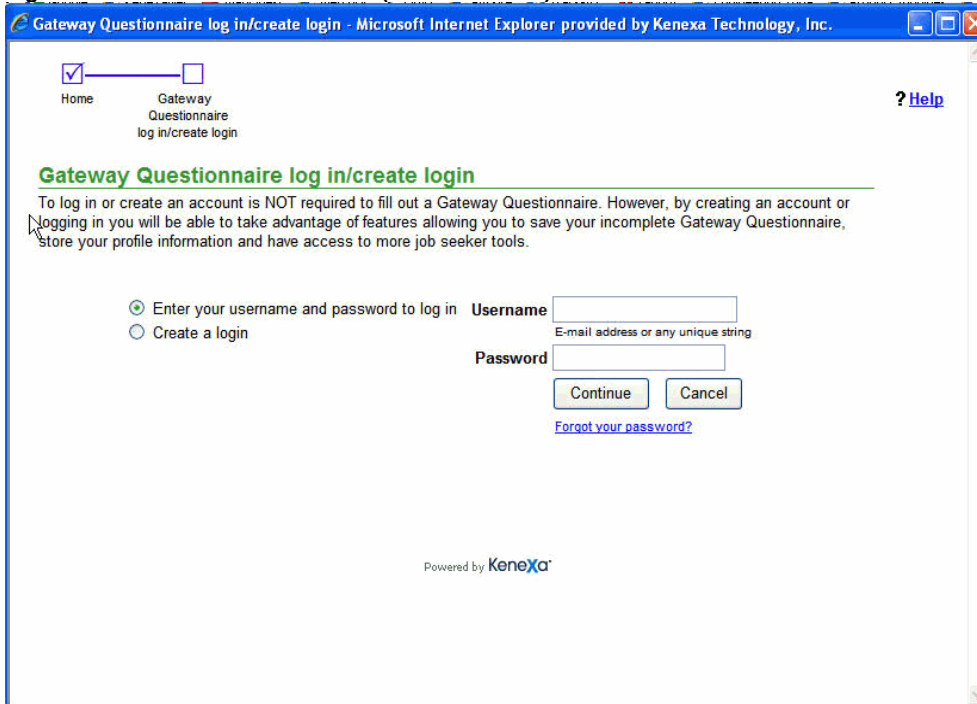 Gateway Questionnaire log in/create login - Microsoft Internet Explorer provided by Kenexa Technology, Inc.
Home
Gateway
Questionnaire
log in/create login
? Help
Gateway Questionnaire log in/create login
To log in or create an account is NOT required to fill out a Gateway Questionnaire. However, by creating an account or
logging in you will be able to take advantage of features allowing you to save your incomplete Gateway Questionnaire,
store your profile information and have access to more job seeker tools.
Enter your username and password to log in
Username
E-mail address or any unique string
Create a login
Password
Continue
Cancel
Forgot your password?
Powered by Kenexa